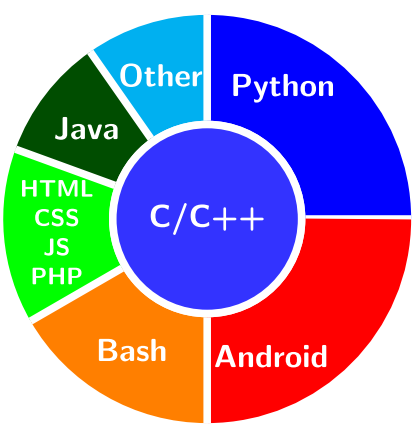 Other
Python
Java
HTML
CSS
JS
PHP
C/C++
Bash
Android